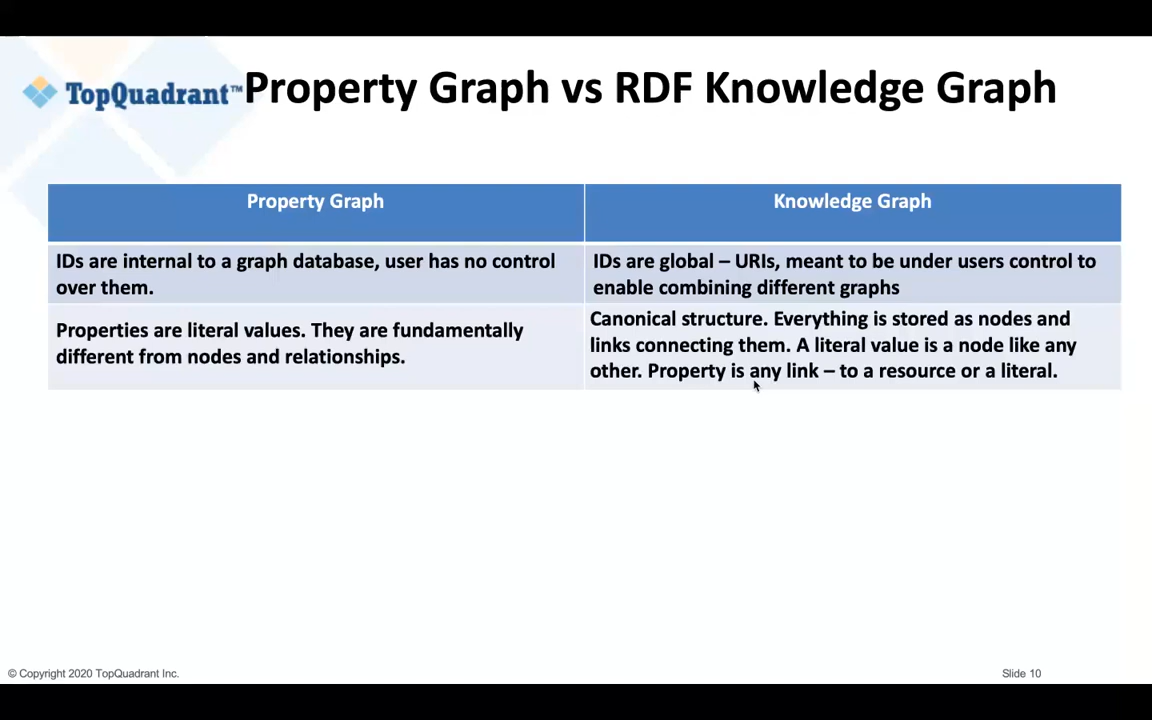 TopQuadrant™
Property Graph vs RDF Knowledge Graph
Property Graph
Knowledge Graph
IDs are internal to a graph database, user has no control
over them.
IDs are global – URIs, meant to be under users control to
enable combining different graphs
Properties are literal values. They are fundamentally
different from nodes and relationships.
Canonical structure. Everything is stored as nodes and
links connecting them. A literal value is a node like any
other. Property is any link – to a resource or a literal.
© Copyright 2020 TopQuadrant Inc.
Slide 10